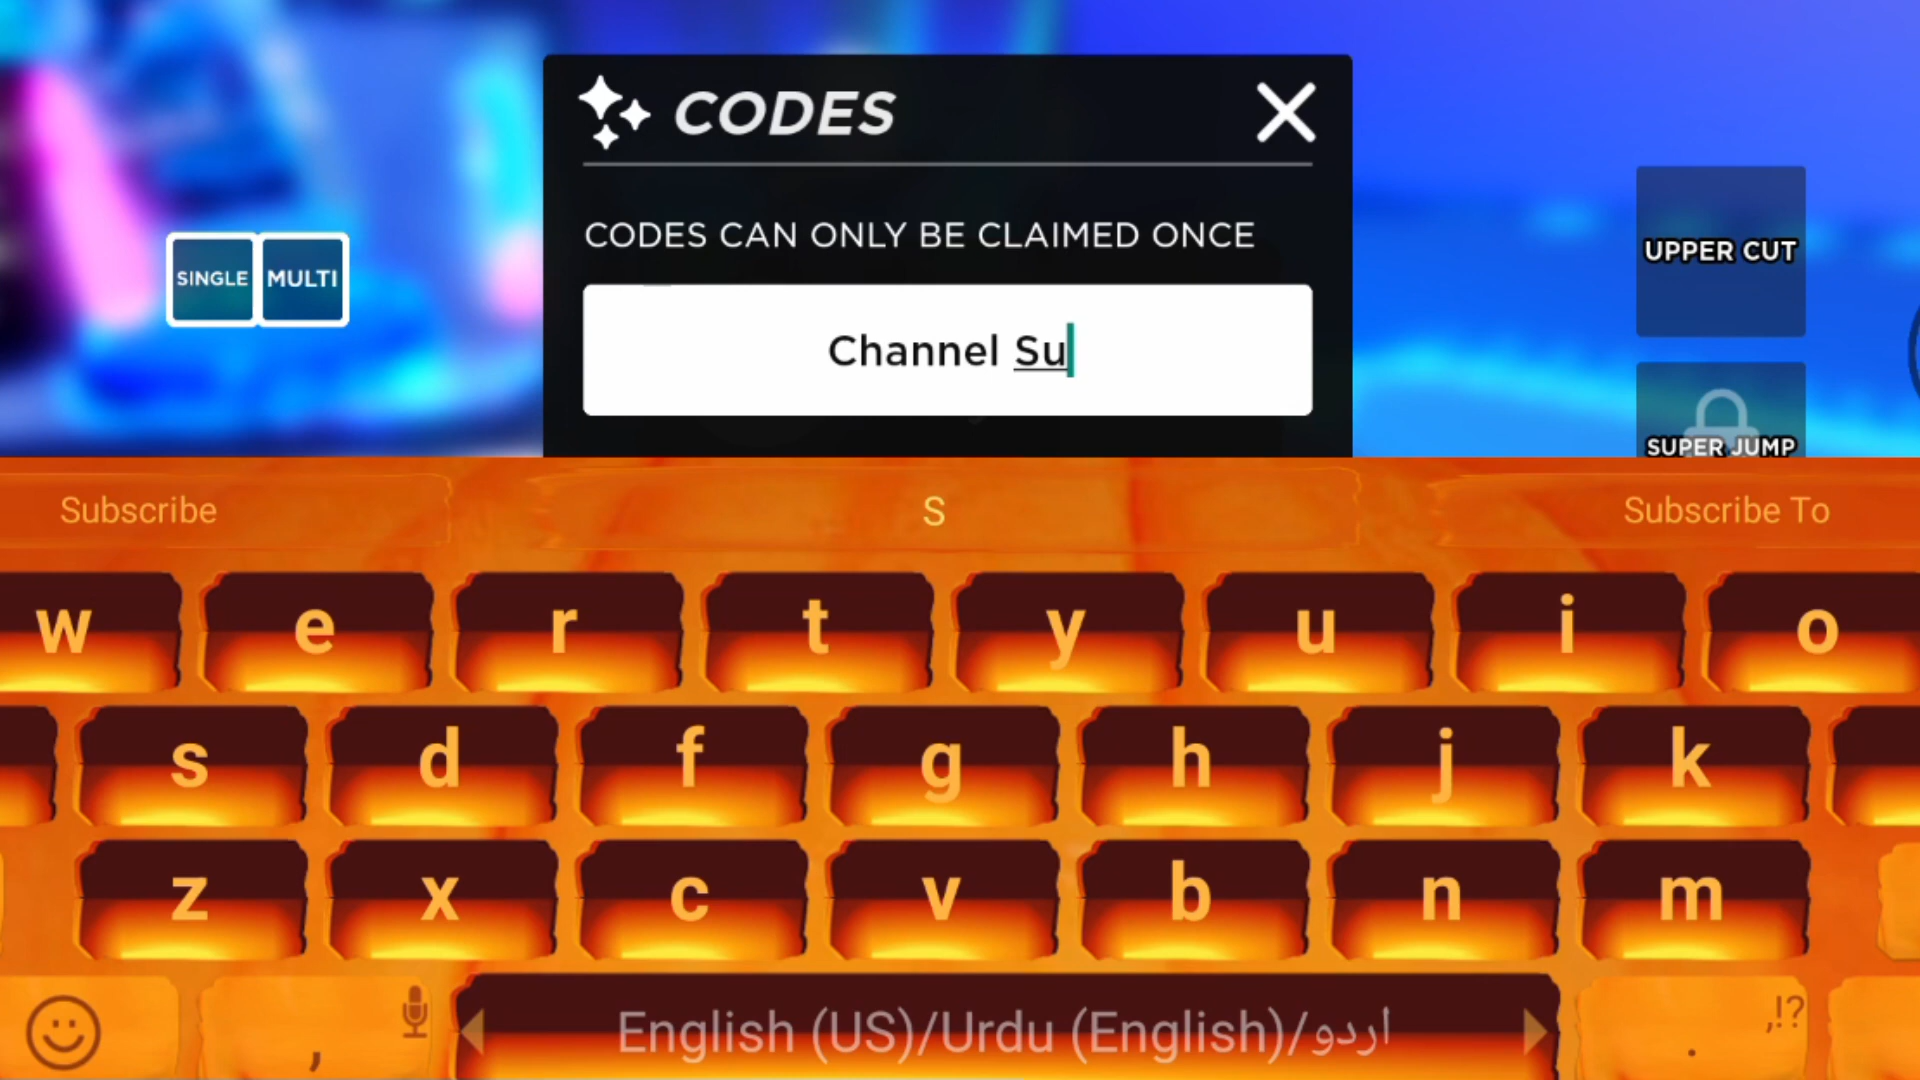 CODES
CODES CAN ONLY BE CLAIMED ONCE
SINGLE MULTI
Channel Su
UPPER CUT
SUPER JUMP
Subscribe S Subscribe To
w e r t y u i o
s d f g h j k
z x c v b n m
, English (US)/Urdu (English)/اردو . ,!?